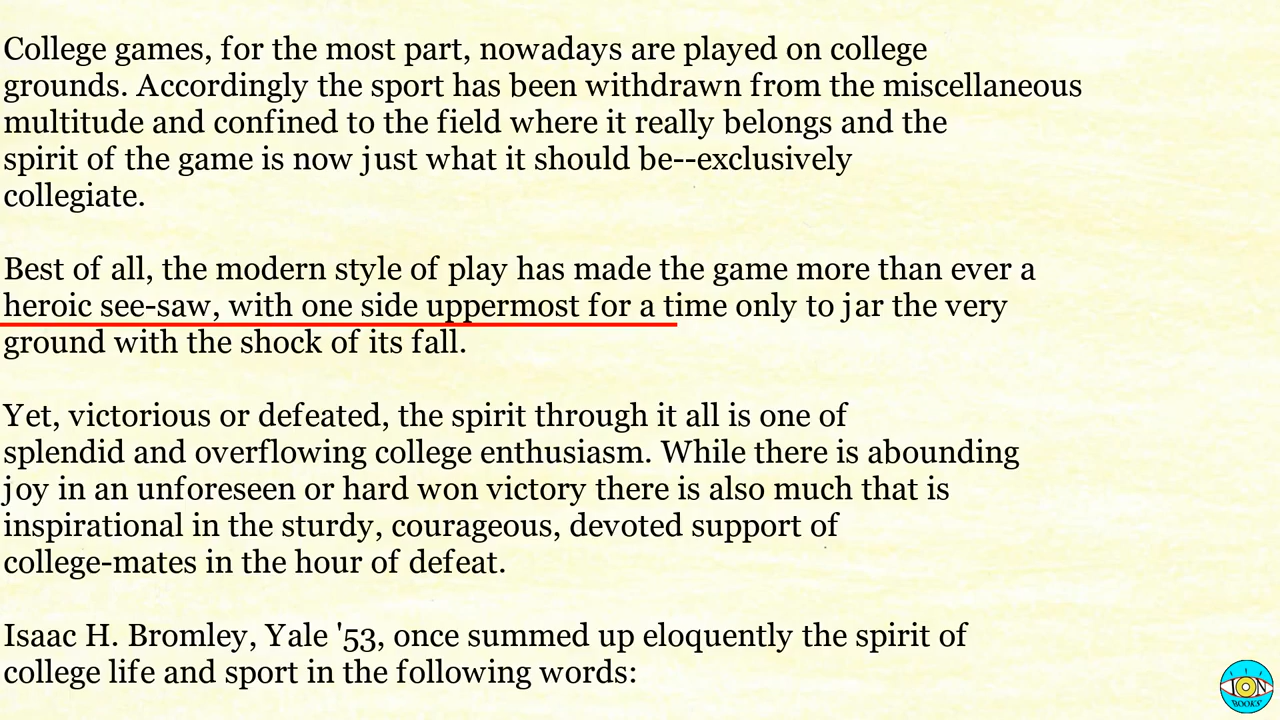 College games, for the most part, nowadays are played on college
grounds. Accordingly the sport has been withdrawn from the miscellaneous
multitude and confined to the field where it really belongs and the
spirit of the game is now just what it should be--exclusively
collegiate.
Best of all, the modern style of play has made the game more than ever a
heroic see-saw, with one side uppermost for a time only to jar the very
ground with the shock of its fall.
Yet, victorious or defeated, the spirit through it all is one of
splendid and overflowing college enthusiasm. While there is abounding
joy in an unforeseen or hard won victory there is also much that is
inspirational in the sturdy, courageous, devoted support of
college-mates in the hour of defeat.
Isaac H. Bromley, Yale '53, once summed up eloquently the spirit of
college life and sport in the following words:
ION
BOOKS